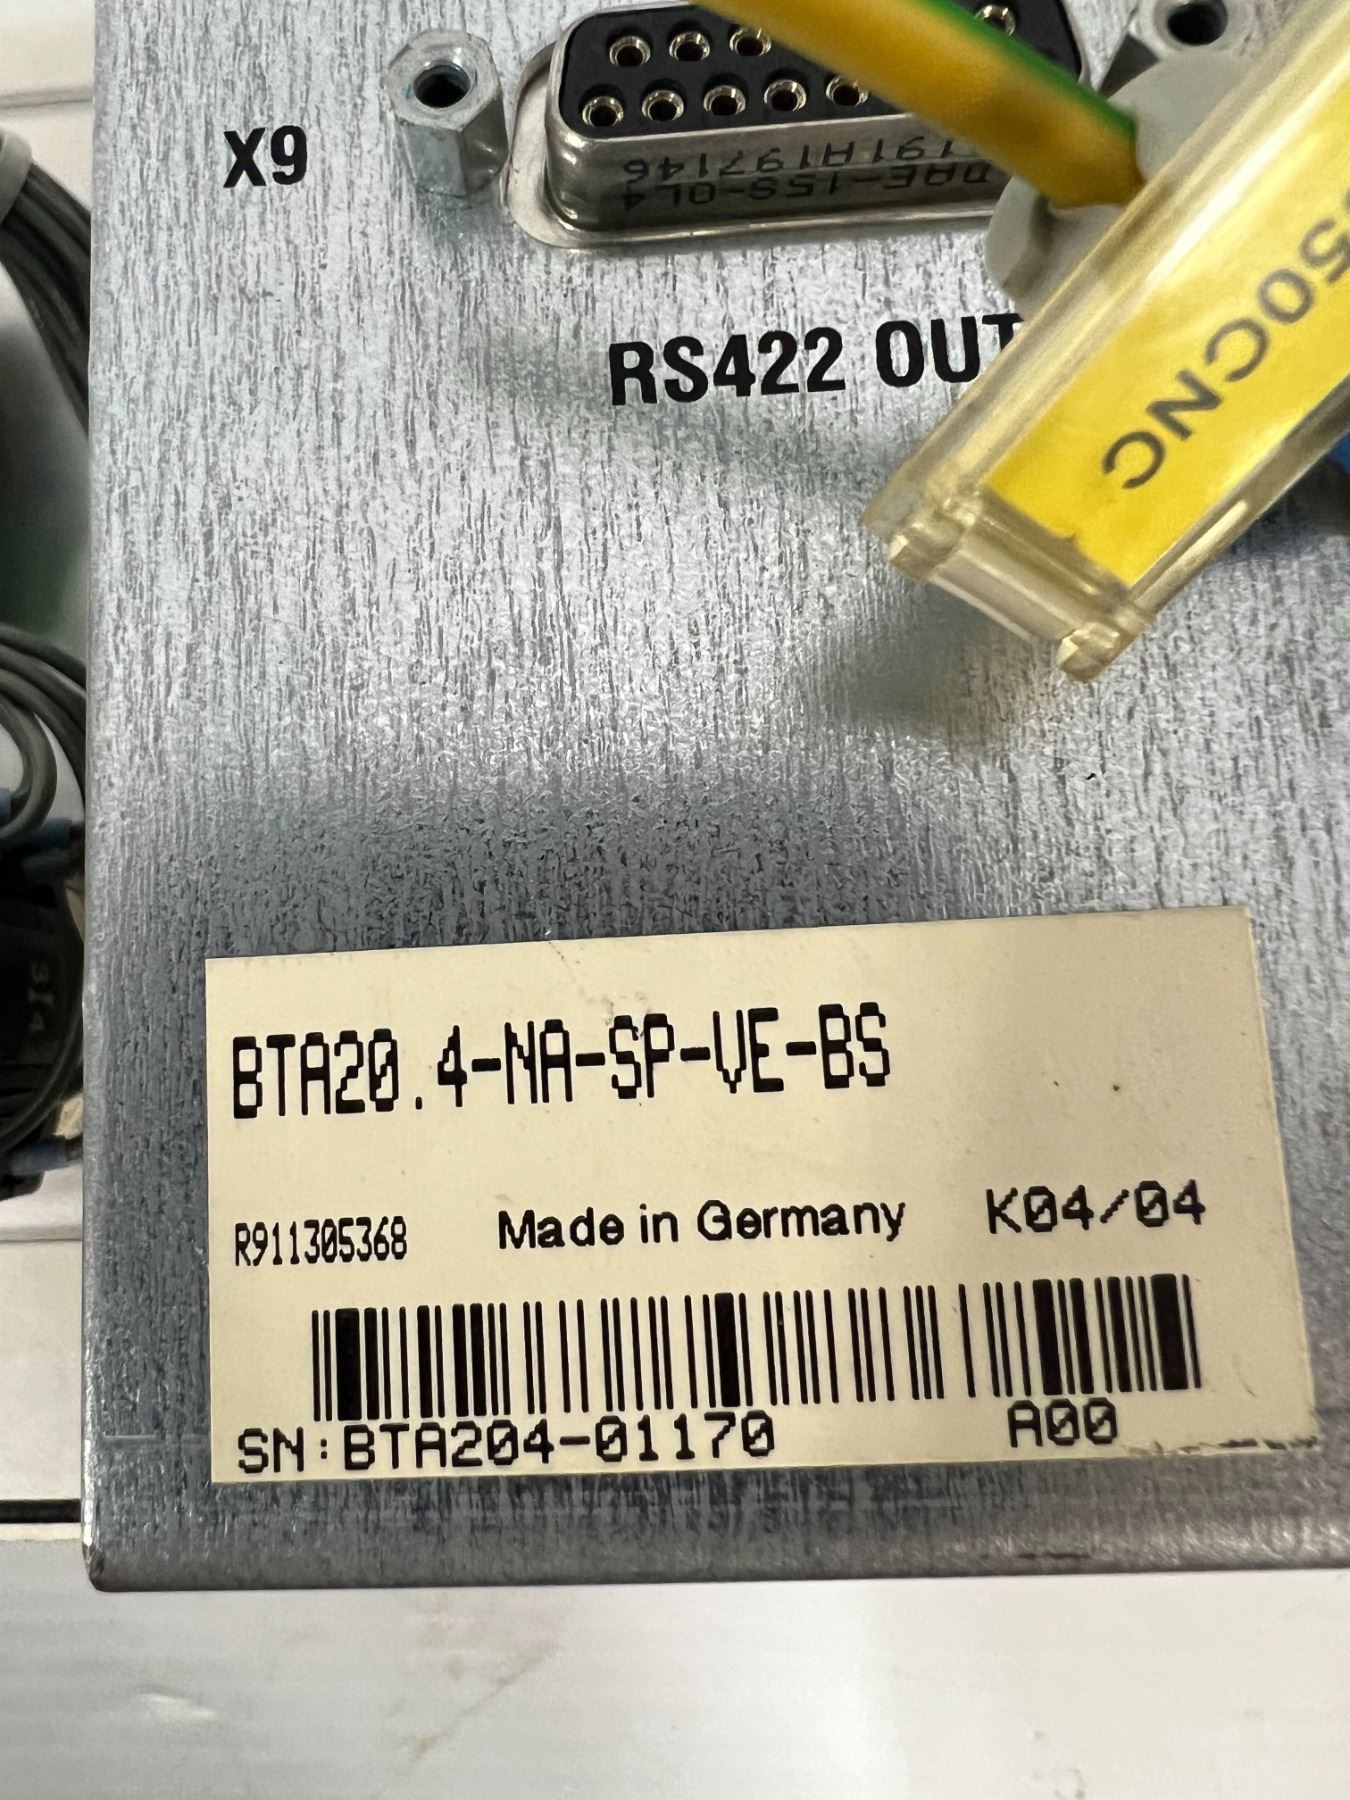 X9
191A197146
DAE-15S-OL4
RS422 OUT
50CNC
BTA20.4-NA-SP-VE-BS
R911305368 Made in Germany K04/04
SN:BTA204-01170 A00